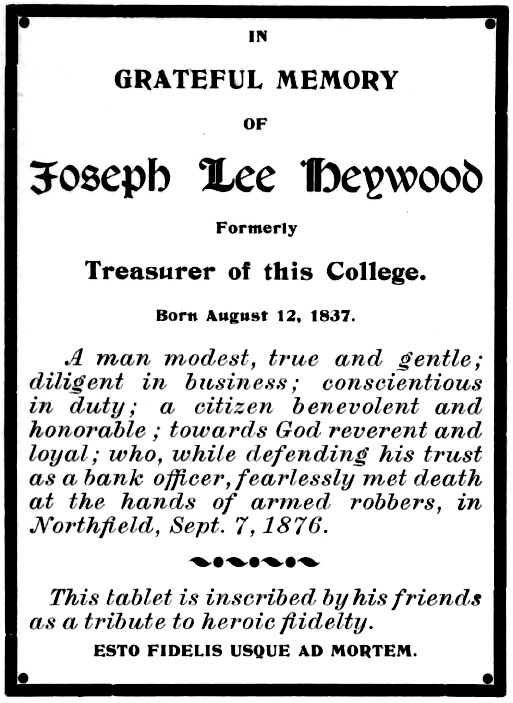 IN
GRATEFUL MEMORY
OF
Joseph Lee Heywood
Formerly
Treasurer of this College.
Born August 12, 1837.
A man modest, true and gentle;
diligent in business; conscientious
in duty; a citizen benevolent and
honorable; towards God reverent and
loyal; who, while defending his trust
as a bank officer, fearlessly met death
at the hands of armed robbers, in
Northfield, Sept. 7, 1876.
This tablet is inscribed by his friends
as a tribute to heroic fiidelty.
ESTO FIDELIS USQUE AD MORTEM.